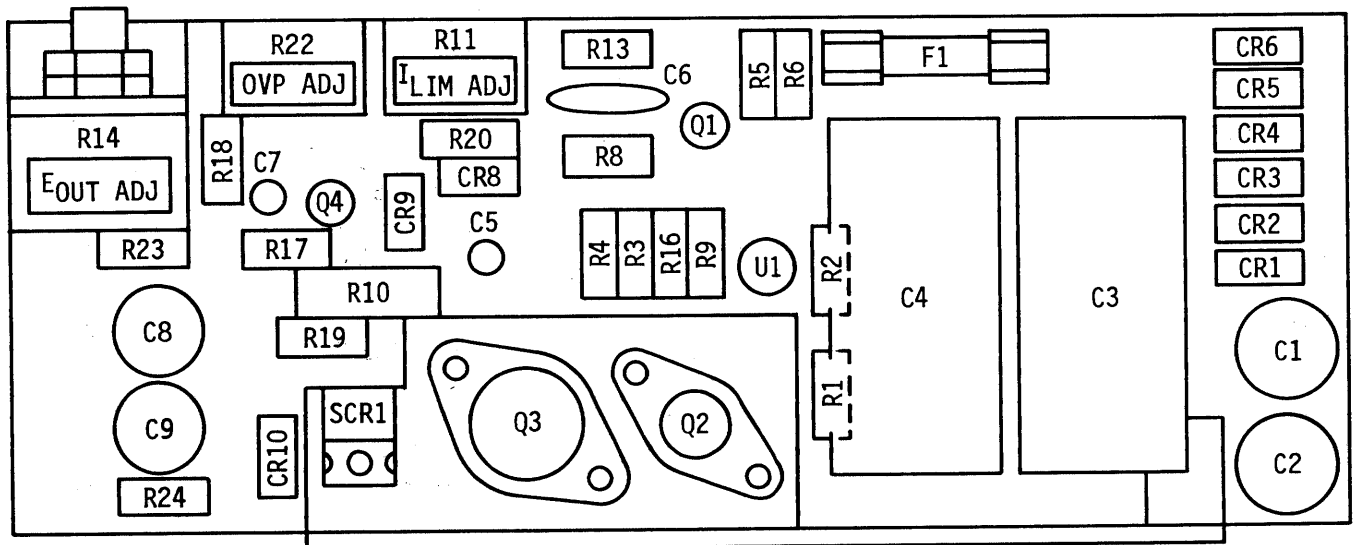 R22
OVP ADJ
R11
ILIM ADJ
R13
C6
R5
R6
F1
CR6
CR5
CR4
CR3
CR2
CR1
R14
EOUT ADJ
R18
C7
Q4
R20
CR8
CR9
C5
R8
Q1
R23
R17
R10
R19
R4
R3
R16
R9
U1
R2
R1
C4
C3
C8
C9
R24
CR10
SCR1
Q3
Q2
C1
C2